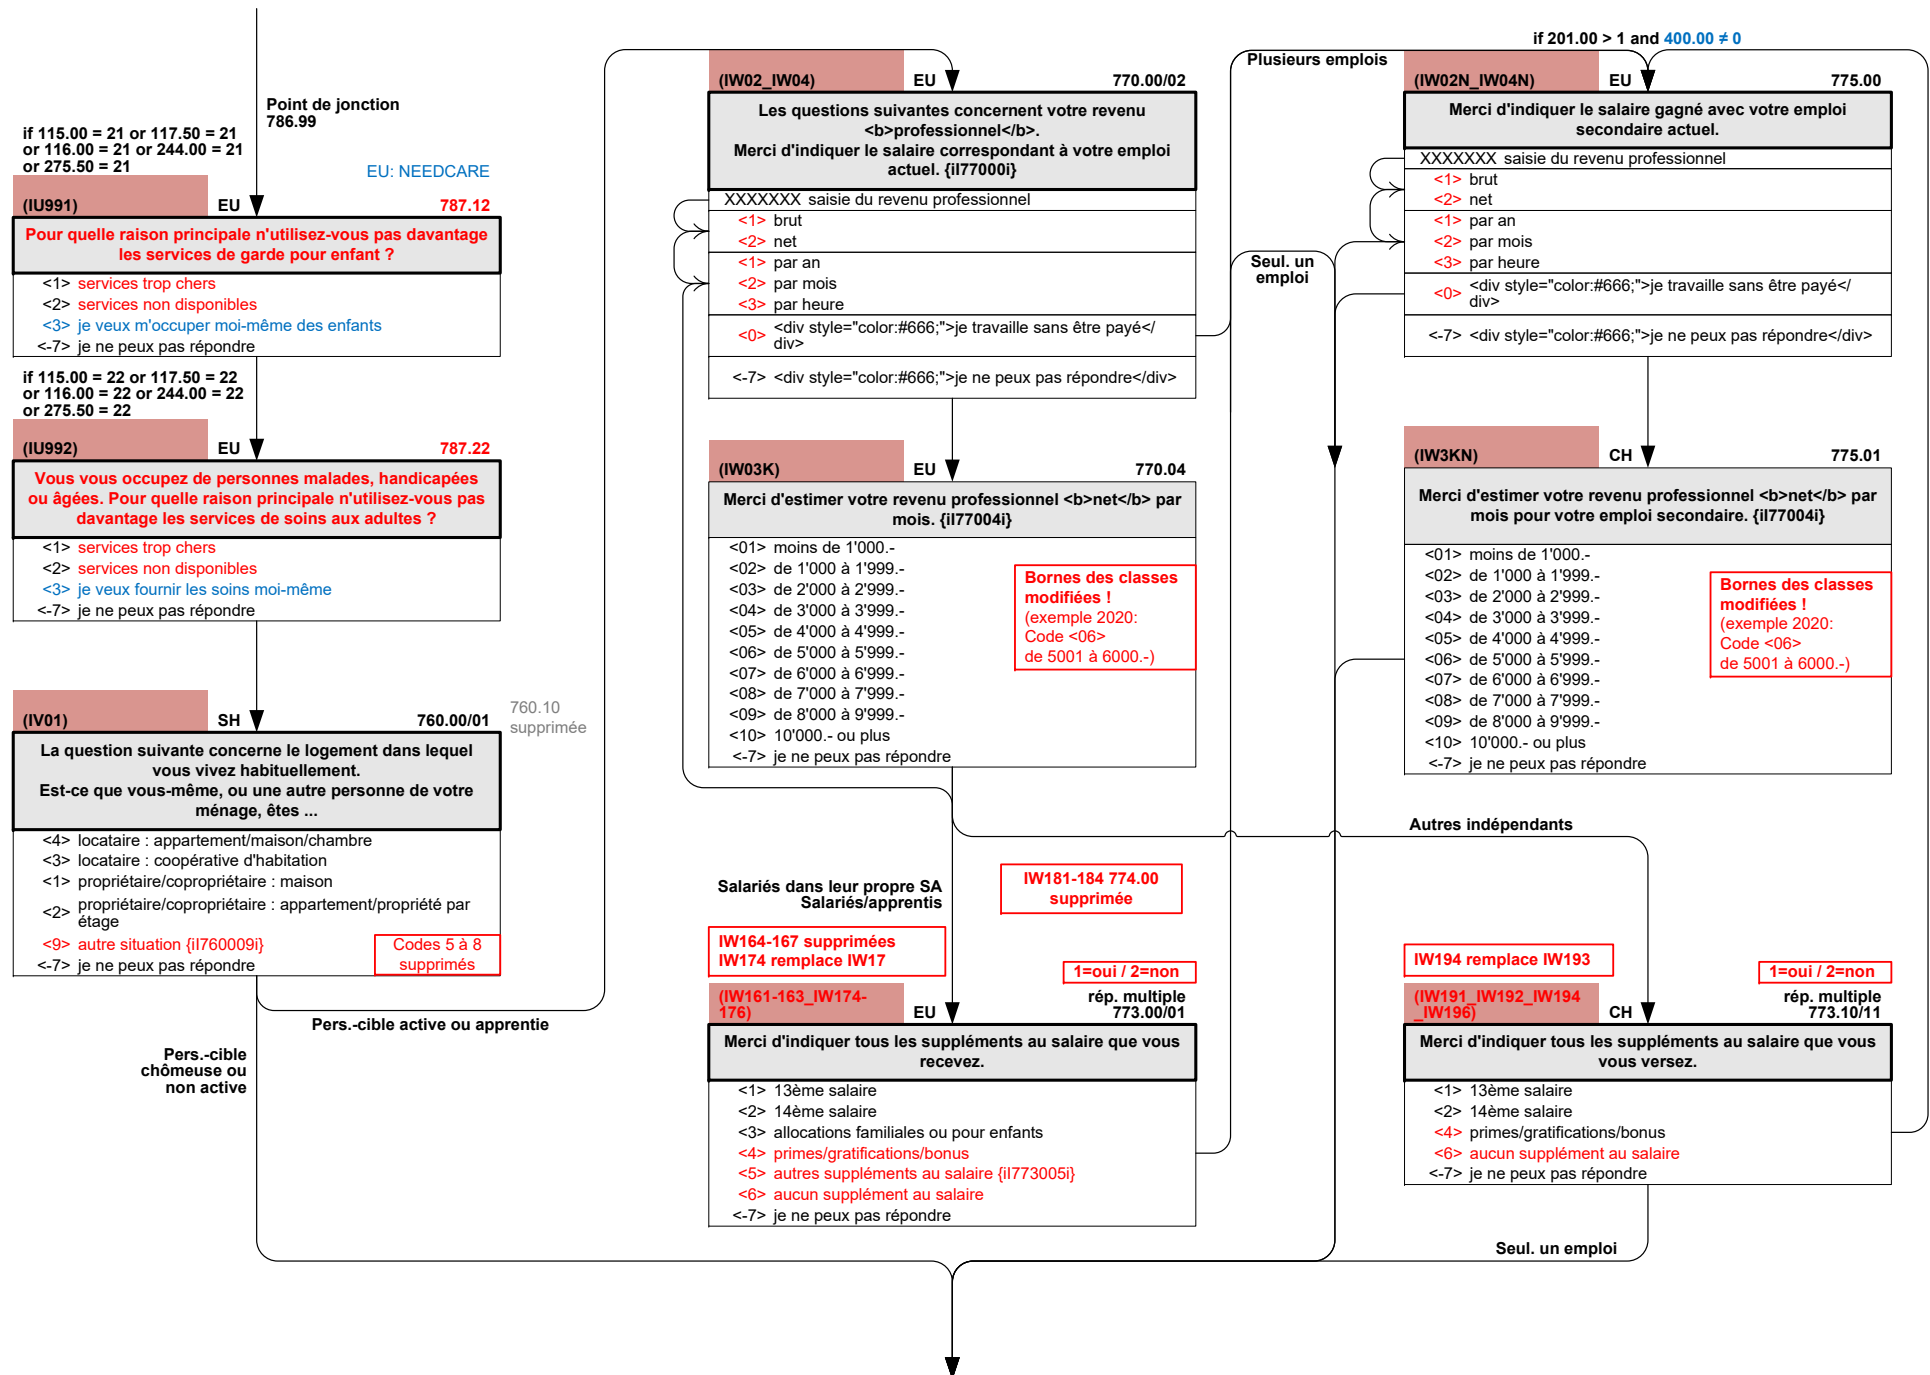 Point de jonction
786.99
if 115.00 = 21 or 117.50 = 21
or 116.00 = 21 or 244.00 = 21
or 275.50 = 21
EU: NEEDCARE
(IU991)
EU
787.12
Pour quelle raison principale n'utilisez-vous pas davantage
les services de garde pour enfant ?
<1> services trop chers
<2> services non disponibles
<3> je veux m'occuper moi-même des enfants
<-7> je ne peux pas répondre
if 115.00 = 22 or 117.50 = 22
or 116.00 = 22 or 244.00 = 22
or 275.50 = 22
(IU992)
EU
787.22
Vous vous occupez de personnes malades, handicapées
ou âgées. Pour quelle raison principale n'utilisez-vous pas
davantage les services de soins aux adultes ?
<1> services trop chers
<2> services non disponibles
<3> je veux fournir les soins moi-même
<-7> je ne peux pas répondre
760.10
supprimée
(IV01)
SH
760.00/01
La question suivante concerne le logement dans lequel
vous vivez habituellement.
Est-ce que vous-même, ou une autre personne de votre
ménage, êtes ...
<4> locataire : appartement/maison/chambre
<3> locataire : coopérative d'habitation
<1> propriétaire/copropriétaire : maison
<2> propriétaire/copropriétaire : appartement/propriété par
étage
<9> autre situation {iI760009i}
<-7> je ne peux pas répondre
Codes 5 à 8
supprimés
Pers.-cible active ou apprentie
Pers.-cible
chômeuse ou
non active
(IW02_IW04)
EU
770.00/02
Les questions suivantes concernent votre revenu
<b>professionnel</b>.
Merci d'indiquer le salaire correspondant à votre emploi
actuel. {iI77000i}
XXXXXXX saisie du revenu professionnel
<1> brut
<2> net
<1> par an
<2> par mois
<3> par heure
<0> <div style="color:#666;">je travaille sans être payé</
div>
<-7> <div style="color:#666;">je ne peux pas répondre</div>
(IW03K)
EU
770.04
Merci d'estimer votre revenu professionnel <b>net</b> par
mois. {iI77004i}
<01> moins de 1'000.-
<02> de 1'000 à 1'999.-
<03> de 2'000 à 2'999.-
<04> de 3'000 à 3'999.-
<05> de 4'000 à 4'999.-
<06> de 5'000 à 5'999.-
<07> de 6'000 à 6'999.-
<08> de 7'000 à 7'999.-
<09> de 8'000 à 9'999.-
<10> 10'000.- ou plus
<-7> je ne peux pas répondre
Bornes des classes
modifiées !
(exemple 2020:
Code <06>
de 5001 à 6000.-)
Salariés dans leur propre SA
Salariés/apprentis
IW181-184 774.00
supprimée
IW164-167 supprimées
IW174 remplace IW17
1=oui / 2=non
(IW161-163_IW174-
176)
EU
rép. multiple
773.00/01
Merci d'indiquer tous les suppléments au salaire que vous
recevez.
<1> 13ème salaire
<2> 14ème salaire
<3> allocations familiales ou pour enfants
<4> primes/gratifications/bonus
<5> autres suppléments au salaire {iI773005i}
<6> aucun supplément au salaire
<-7> je ne peux pas répondre
Plusieurs emplois
Seul. un
emploi
if 201.00 > 1 and 400.00 ≠ 0
(IW02N_IW04N)
EU
775.00
Merci d'indiquer le salaire gagné avec votre emploi
secondaire actuel.
XXXXXXX saisie du revenu professionnel
<1> brut
<2> net
<1> par an
<2> par mois
<3> par heure
<0> <div style="color:#666;">je travaille sans être payé</
div>
<-7> <div style="color:#666;">je ne peux pas répondre</div>
(IW3KN)
CH
775.01
Merci d'estimer votre revenu professionnel <b>net</b> par
mois pour votre emploi secondaire. {iI77004i}
<01> moins de 1'000.-
<02> de 1'000 à 1'999.-
<03> de 2'000 à 2'999.-
<04> de 3'000 à 3'999.-
<05> de 4'000 à 4'999.-
<06> de 5'000 à 5'999.-
<07> de 6'000 à 6'999.-
<08> de 7'000 à 7'999.-
<09> de 8'000 à 9'999.-
<10> 10'000.- ou plus
<-7> je ne peux pas répondre
Bornes des classes
modifiées !
(exemple 2020:
Code <06>
de 5001 à 6000.-)
Autres indépendants
IW194 remplace IW193
1=oui / 2=non
(IW191_IW192_IW194
_IW196)
CH
rép. multiple
773.10/11
Merci d'indiquer tous les suppléments au salaire que vous
vous versez.
<1> 13ème salaire
<2> 14ème salaire
<4> primes/gratifications/bonus
<6> aucun supplément au salaire
<-7> je ne peux pas répondre
Seul. un emploi